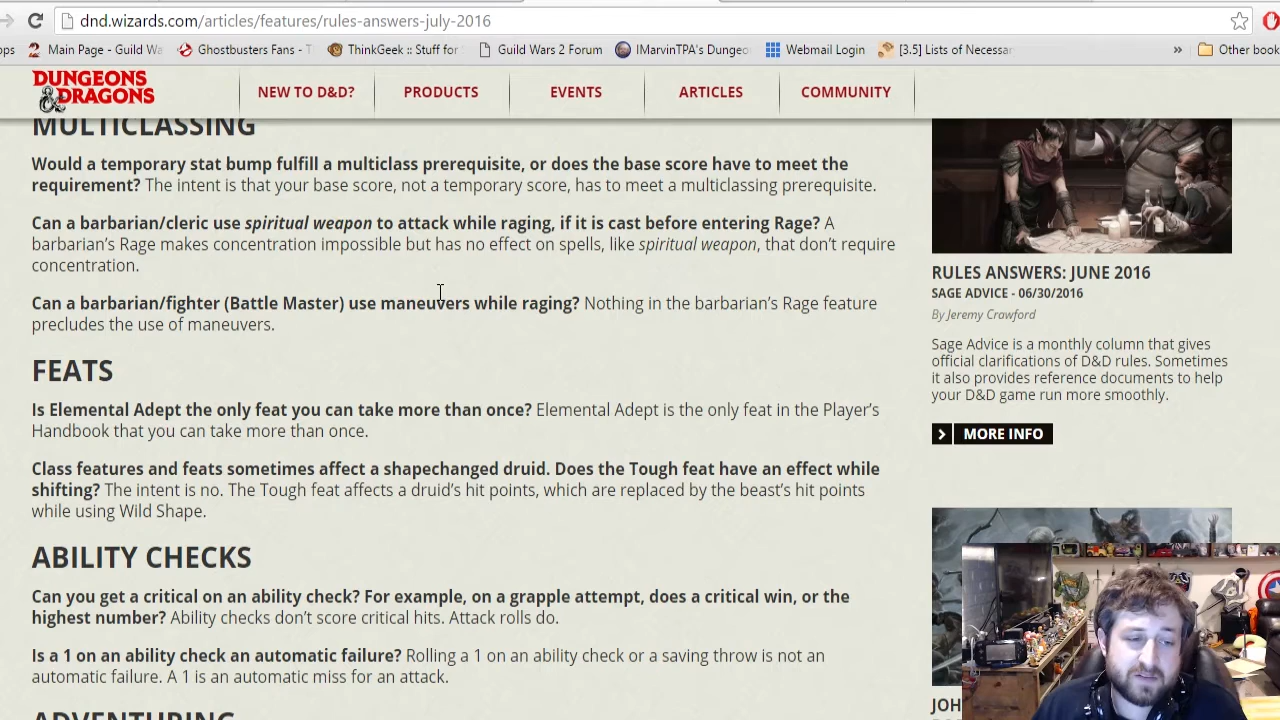 dnd.wizards.com/articles/features/rules-answers-july-2016
Main Page - Guild Wa
Ghostbusters Fans - T
ThinkGeek :: Stuff for
Guild Wars 2 Forum
IMarvinTPA's Dungeo
Webmail Login
[3.5] Lists of Necessar
»
Other book
DUNGEONS
& DRAGONS
NEW TO D&D?
PRODUCTS
EVENTS
ARTICLES
COMMUNITY
MULTICLASSING
Would a temporary stat bump fulfill a multiclass prerequisite, or does the base score have to meet the
requirement? The intent is that your base score, not a temporary score, has to meet a multiclassing prerequisite.
Can a barbarian/cleric use spiritual weapon to attack while raging, if it is cast before entering Rage? A
barbarian's Rage makes concentration impossible but has no effect on spells, like spiritual weapon, that don't require
concentration.
Can a barbarian/fighter (Battle Master) use maneuvers while raging? Nothing in the barbarian's Rage feature
precludes the use of maneuvers.
FEATS
Is Elemental Adept the only feat you can take more than once? Elemental Adept is the only feat in the Player's
Handbook that you can take more than once.
Class features and feats sometimes affect a shapechanged druid. Does the Tough feat have an effect while
shifting? The intent is no. The Tough feat affects a druid's hit points, which are replaced by the beast's hit points
while using Wild Shape.
ABILITY CHECKS
Can you get a critical on an ability check? For example, on a grapple attempt, does a critical win, or the
highest number? Ability checks don't score critical hits. Attack rolls do.
Is a 1 on an ability check an automatic failure? Rolling a 1 on an ability check or a saving throw is not an
automatic failure. A 1 is an automatic miss for an attack.
ADVENTURING
RULES ANSWERS: JUNE 2016
SAGE ADVICE - 06/30/2016
By Jeremy Crawford
Sage Advice is a monthly column that gives
official clarifications of D&D rules. Sometimes
it also provides reference documents to help
your D&D game run more smoothly.
MORE INFO
JOH